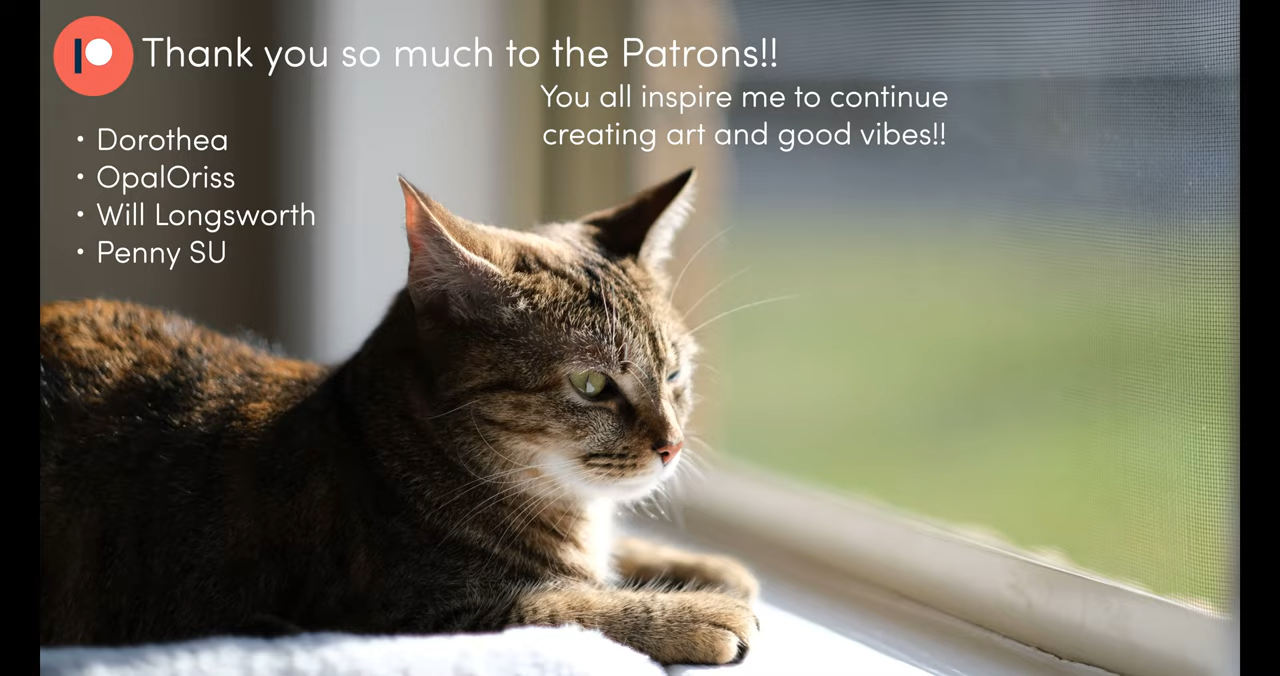 Thank you so much to the Patrons!!
You all inspire me to continue
creating art and good vibes!!
• Dorothea
• OpalOriss
• Will Longsworth
• Penny SU